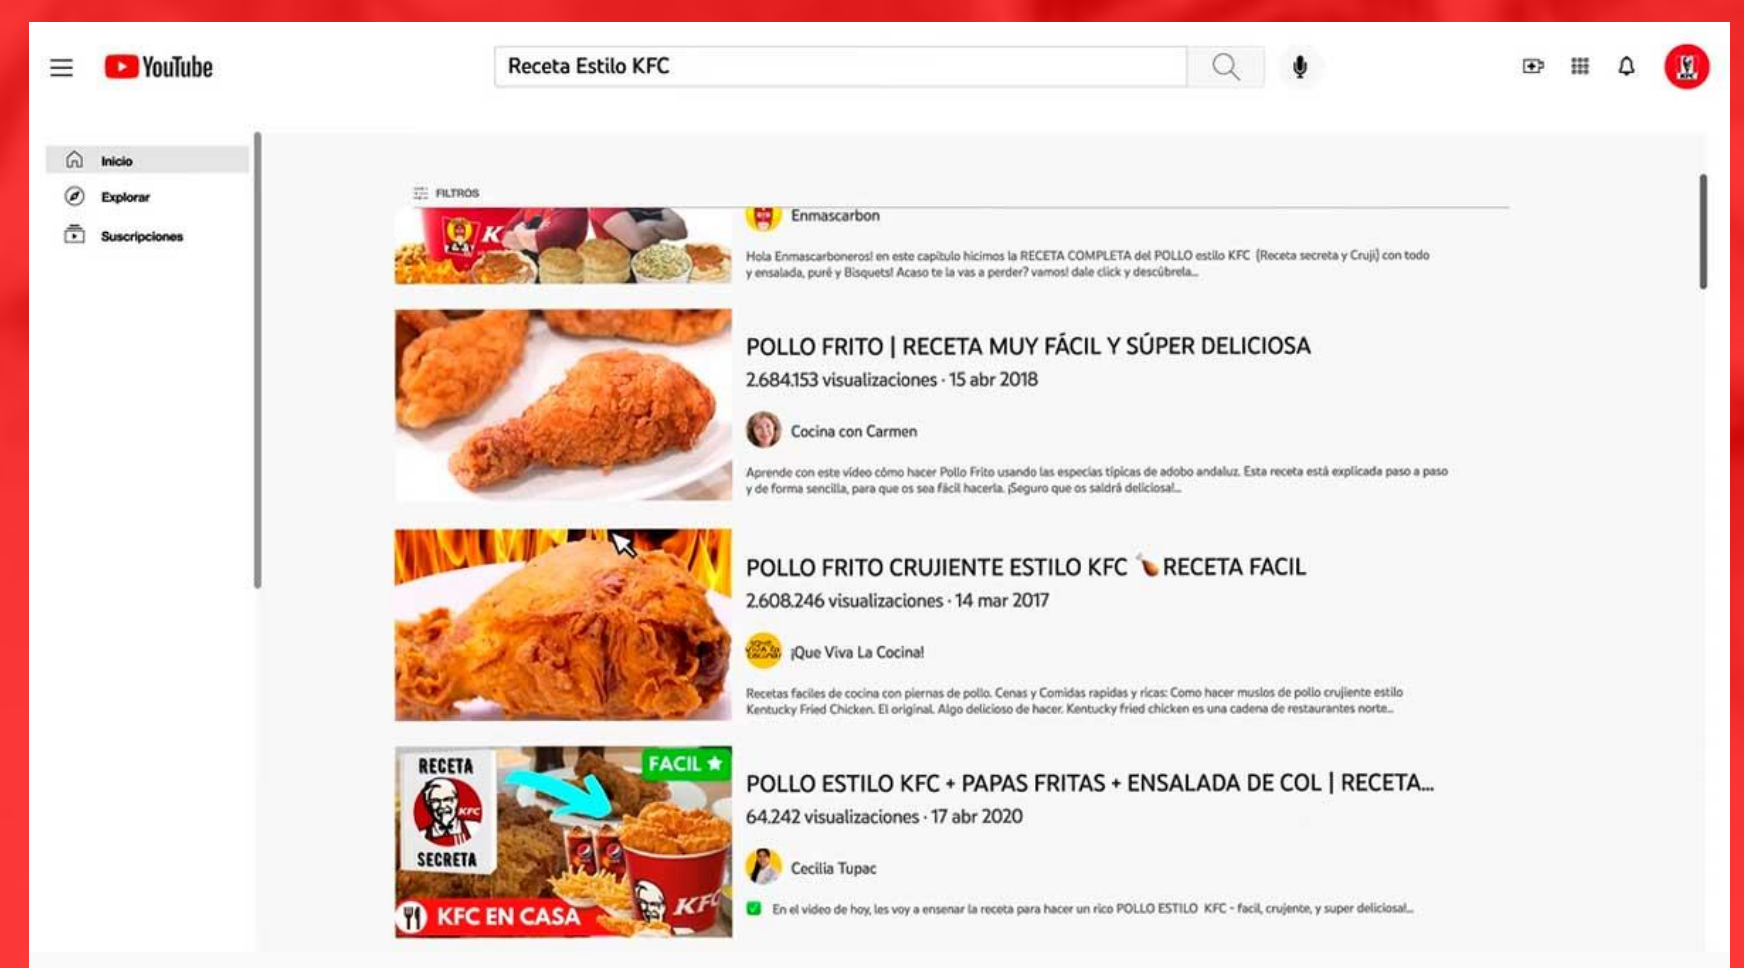 YouTube
Receta Estilo KFC
KFC
Inicio
Explorar
Suscripciones
FILTROS
K
Enmascarbon
Hola Enmascarboneros! en este capítulo hicimos la RECETA COMPLETA del POLLO estilo KFC (Receta secreta y Cruji) con todo
y ensalada, puré y Bisquets! Acaso te la vas a perder? vamos! dale click y descúbrela...
POLLO FRITO | RECETA MUY FÁCIL Y SÚPER DELICIOSA
2.684.153 visualizaciones · 15 abr 2018
Cocina con Carmen
Aprende con este vídeo cómo hacer Pollo Frito usando las especias típicas de adobo andaluz. Esta receta está explicada paso a paso
y de forma sencilla, para que os sea fácil hacerla. ¡Seguro que os saldrá deliciosa!...
POLLO FRITO CRUJIENTE ESTILO KFC 🍗 RECETA FACIL
2.608.246 visualizaciones · 14 mar 2017
¡Que Viva La Cocina!
Recetas faciles de cocina con piernas de pollo. Cenas y Comidas rapidas y ricas: Como hacer muslos de pollo crujiente estilo
Kentucky Fried Chicken. El original. Algo delicioso de hacer. Kentucky fried chicken es una cadena de restaurantes norte...
RECETA
KFC
SECRETA
FACIL
KFC
KFC EN CASA
POLLO ESTILO KFC + PAPAS FRITAS + ENSALADA DE COL | RECETA...
64.242 visualizaciones · 17 abr 2020
Cecilia Tupac
✅ En el video de hoy, les voy a ensenar la receta para hacer un rico POLLO ESTILO KFC - facil, crujiente, y super deliciosa!...